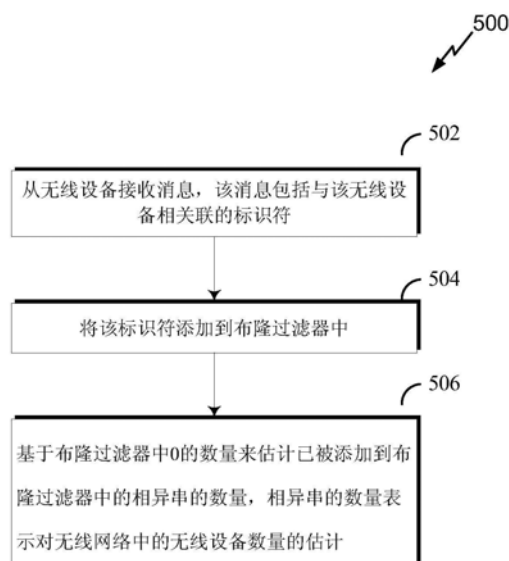 500
502
从无线设备接收消息，该消息包括与该无线设
备相关联的标识符
504
将该标识符添加到布隆过滤器中
506
基于布隆过滤器中0的数量来估计已被添加到布
隆过滤器中的相异串的数量，相异串的数量表
示对无线网络中的无线设备数量的估计